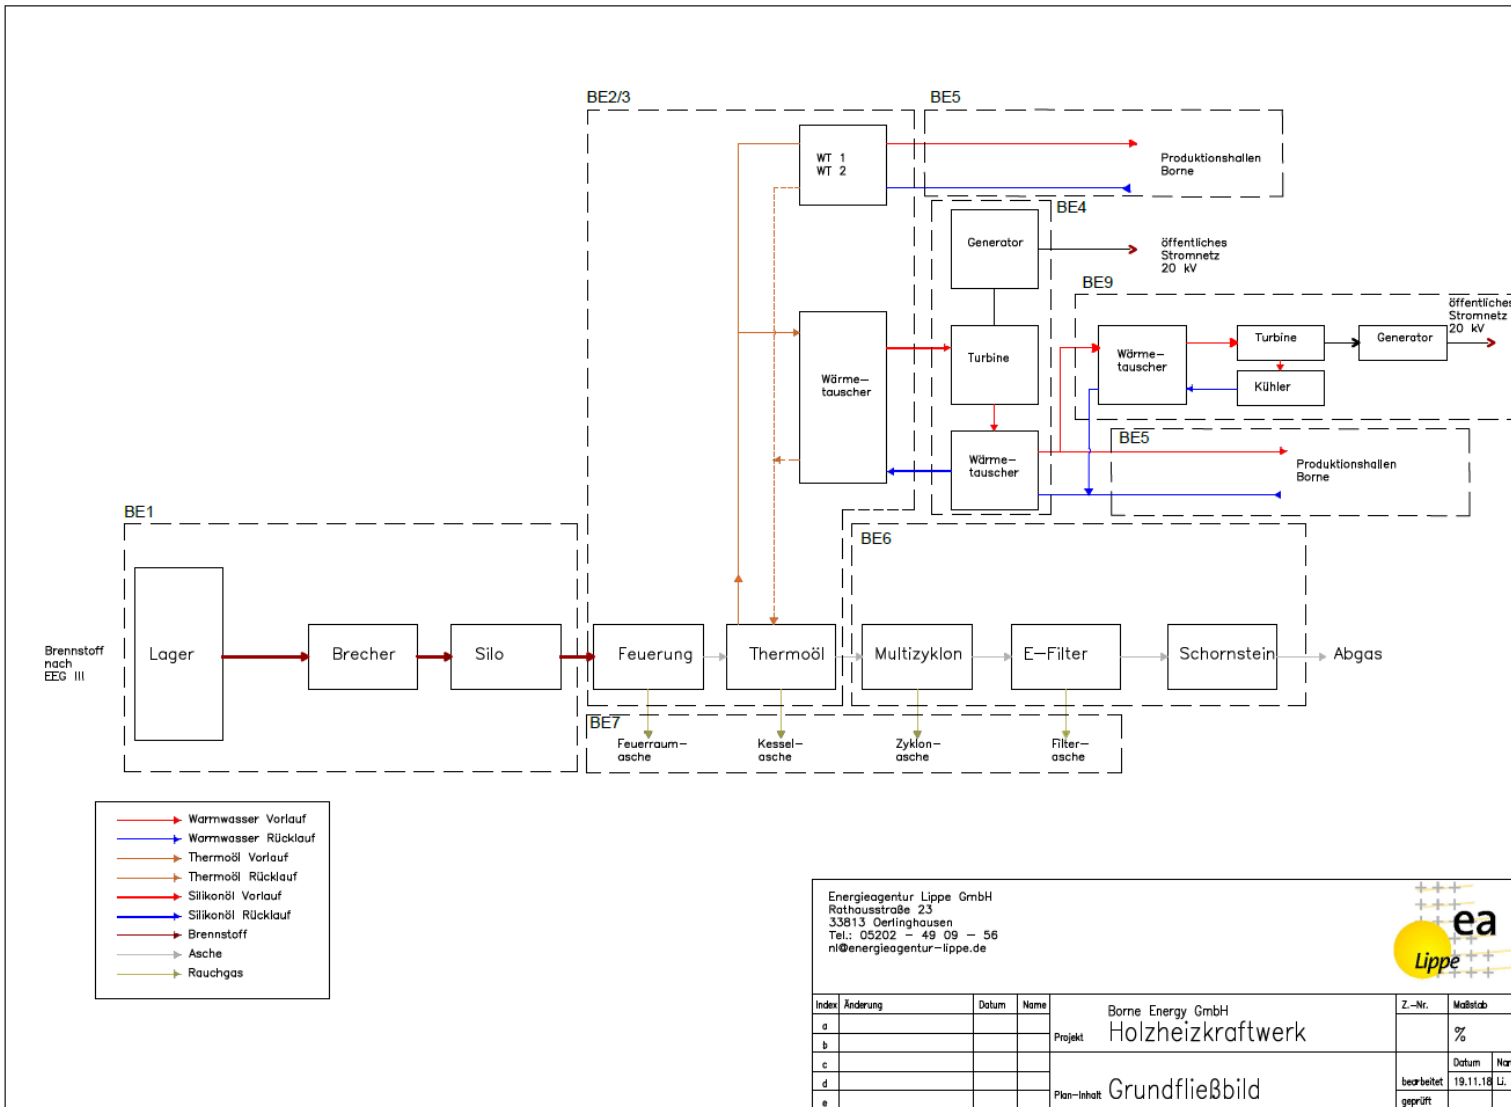 BE2/3
BE5
WT 1
WT 2
Produktionshallen
Borne
BE4
Generator
öffentliches
Stromnetz
20 kV
BE9
öffentliches
Stromnetz
20 kV
Wärme-
tauscher
Turbine
Generator
Kühler
Turbine
Wärme-
tauscher
BE5
Wärme-
tauscher
Produktionshallen
Borne
BE1
BE6
Brennstoff
nach
EEG III
Lager
Brecher
Silo
Feuerung
Thermoöl
Multizyklon
E-Filter
Schornstein
Abgas
BE7
Feuerraum-
asche
Kessel-
asche
Zyklon-
asche
Filter-
asche
Warmwasser Vorlauf
Warmwasser Rücklauf
Thermoöl Vorlauf
Thermoöl Rücklauf
Silikonöl Vorlauf
Silikonöl Rücklauf
Brennstoff
Asche
Rauchgas
Energieagentur Lippe GmbH
Rathausstraße 23
33813 Oerlinghausen
Tel.: 05202 - 49 09 - 56
nl@energieagentur-lippe.de
ea
Lippe
Index Änderung Datum Name
a
b
c
d
e
Projekt
Borne Energy GmbH
Holzheizkraftwerk
Plan-Inhalt Grundfließbild
Z.-Nr. Maßstab
%
Datum
bearbeitet 19.11.18 Li.
geprüft